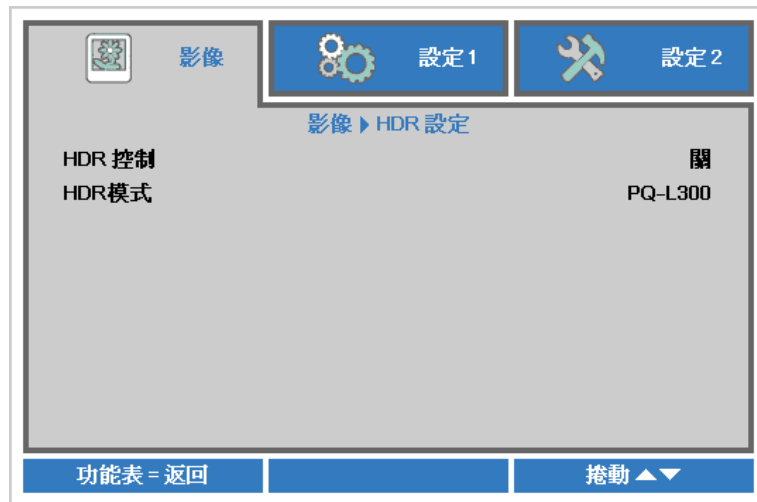 影像 設定1 設定2
影像▶HDR 設定
HDR 控制 關
HDR模式 PQ-L300
功能表=返回 捲動▲▼